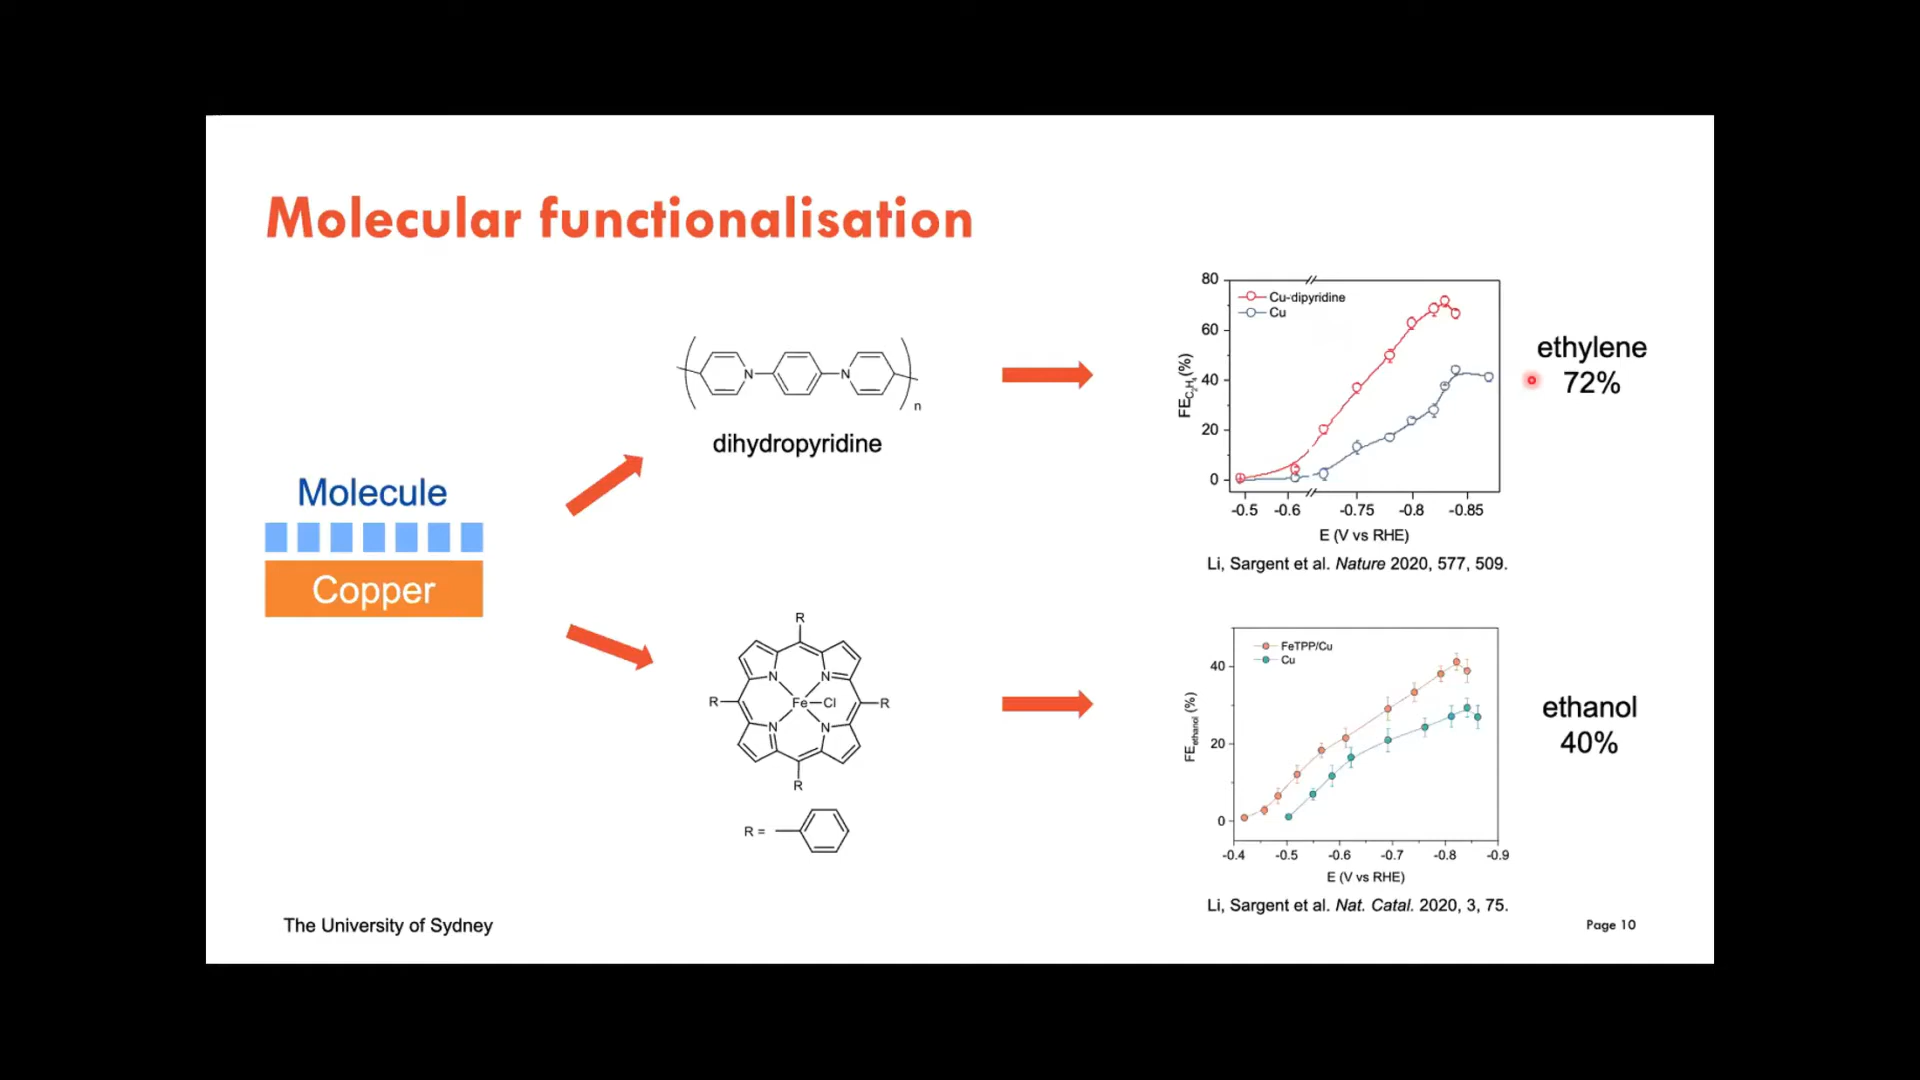 Molecular functionalisation
Molecule
Copper
N
N
n
dihydropyridine
R
N
N
R
Fe
Cl
R
N
N
R
R =
80
60
40
20
0
FEC₂H₄(%)
Cu-dipyridine
Cu
-0.5
-0.6
-0.75
-0.8
-0.85
E (V vs RHE)
Li, Sargent et al. Nature 2020, 577, 509.
ethylene
72%
40
20
0
FEethanol (%)
FeTPP/Cu
Cu
-0.4
-0.5
-0.6
-0.7
-0.8
-0.9
E (V vs RHE)
Li, Sargent et al. Nat. Catal. 2020, 3, 75.
ethanol
40%
The University of Sydney
Page 10